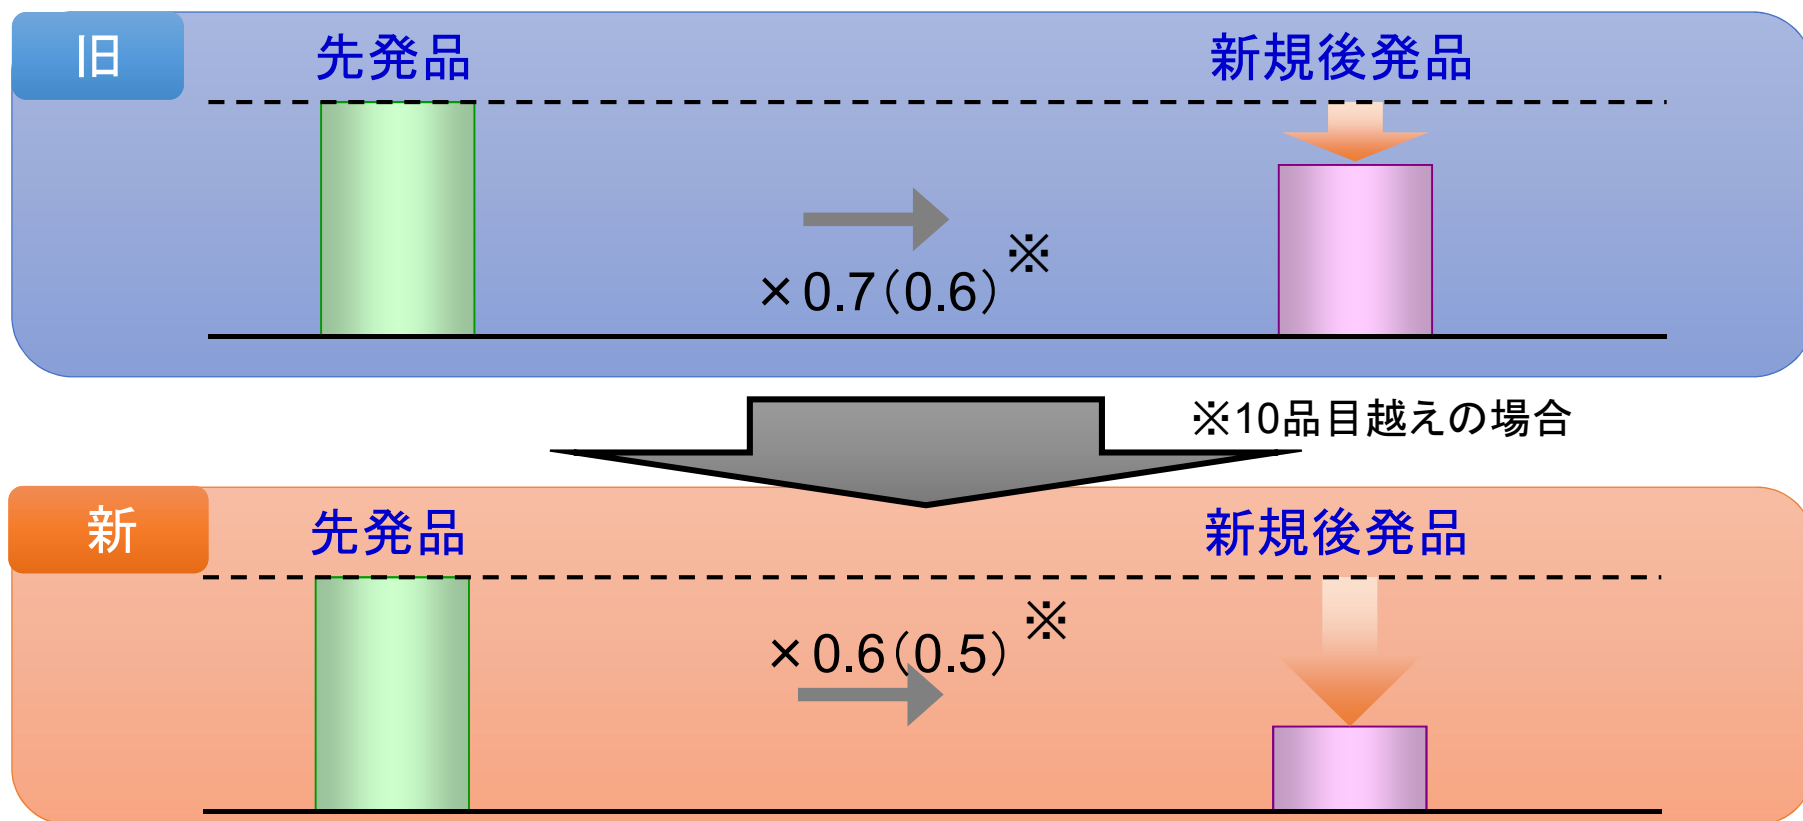 旧
先発品
新規後発品
×0.7(0.6)※
※10品目越えの場合
新
先発品
新規後発品
×0.6(0.5)※